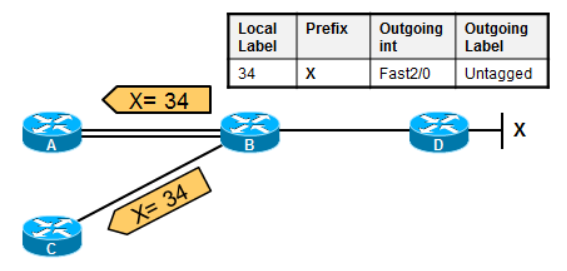 Local Label Prefix Outgoing int Outgoing Label
34 X Fast2/0 Untagged
X= 34
A B D X
X= 34
C